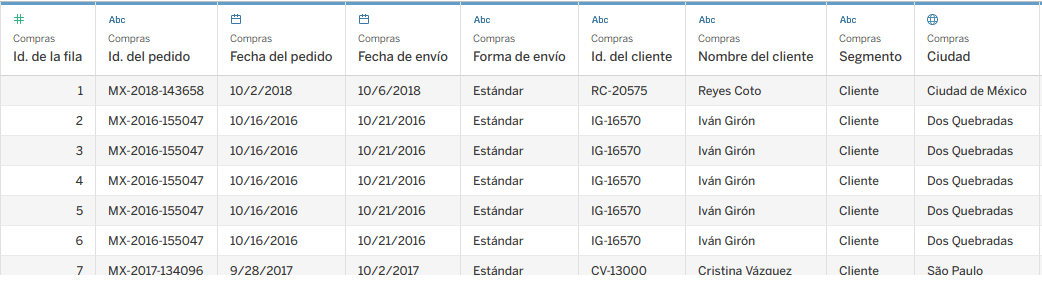 # Abc Abc Abc Abc Abc
Compras Compras Compras Compras Compras Compras Compras Compras Compras
Id. de la fila Id. del pedido Fecha del pedido Fecha de envío Forma de envío Id. del cliente Nombre del cliente Segmento Ciudad
1 MX-2018-143658 10/2/2018 10/6/2018 Estándar RC-20575 Reyes Coto Cliente Ciudad de México
2 MX-2016-155047 10/16/2016 10/21/2016 Estándar IG-16570 Iván Girón Cliente Dos Quebradas
3 MX-2016-155047 10/16/2016 10/21/2016 Estándar IG-16570 Iván Girón Cliente Dos Quebradas
4 MX-2016-155047 10/16/2016 10/21/2016 Estándar IG-16570 Iván Girón Cliente Dos Quebradas
5 MX-2016-155047 10/16/2016 10/21/2016 Estándar IG-16570 Iván Girón Cliente Dos Quebradas
6 MX-2016-155047 10/16/2016 10/21/2016 Estándar IG-16570 Iván Girón Cliente Dos Quebradas
7 MX-2017-134096 9/28/2017 10/2/2017 Estándar CV-13000 Cristina Vázquez Cliente São Paulo